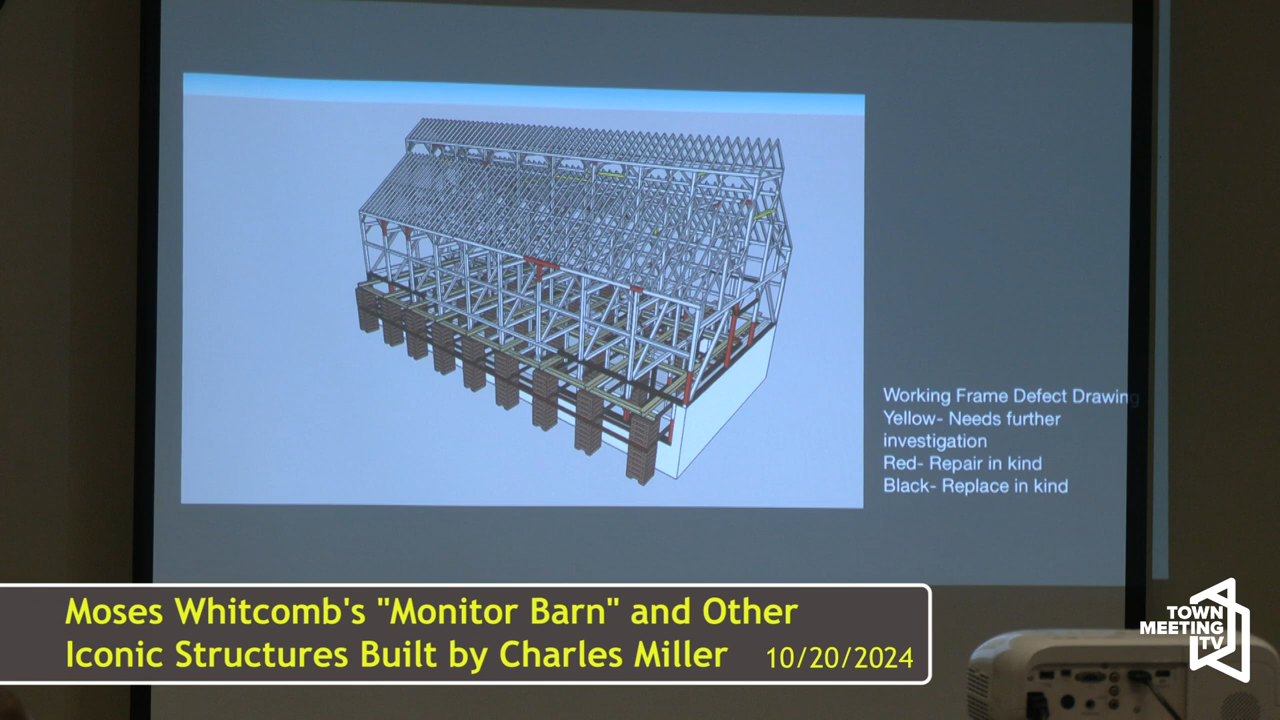 Working Frame Defect Drawing
Yellow- Needs further
investigation
Red- Repair in kind
Black- Replace in kind
Moses Whitcomb's "Monitor Barn" and Other
Iconic Structures Built by Charles Miller 10/20/2024
TOWN
MEETING
TV